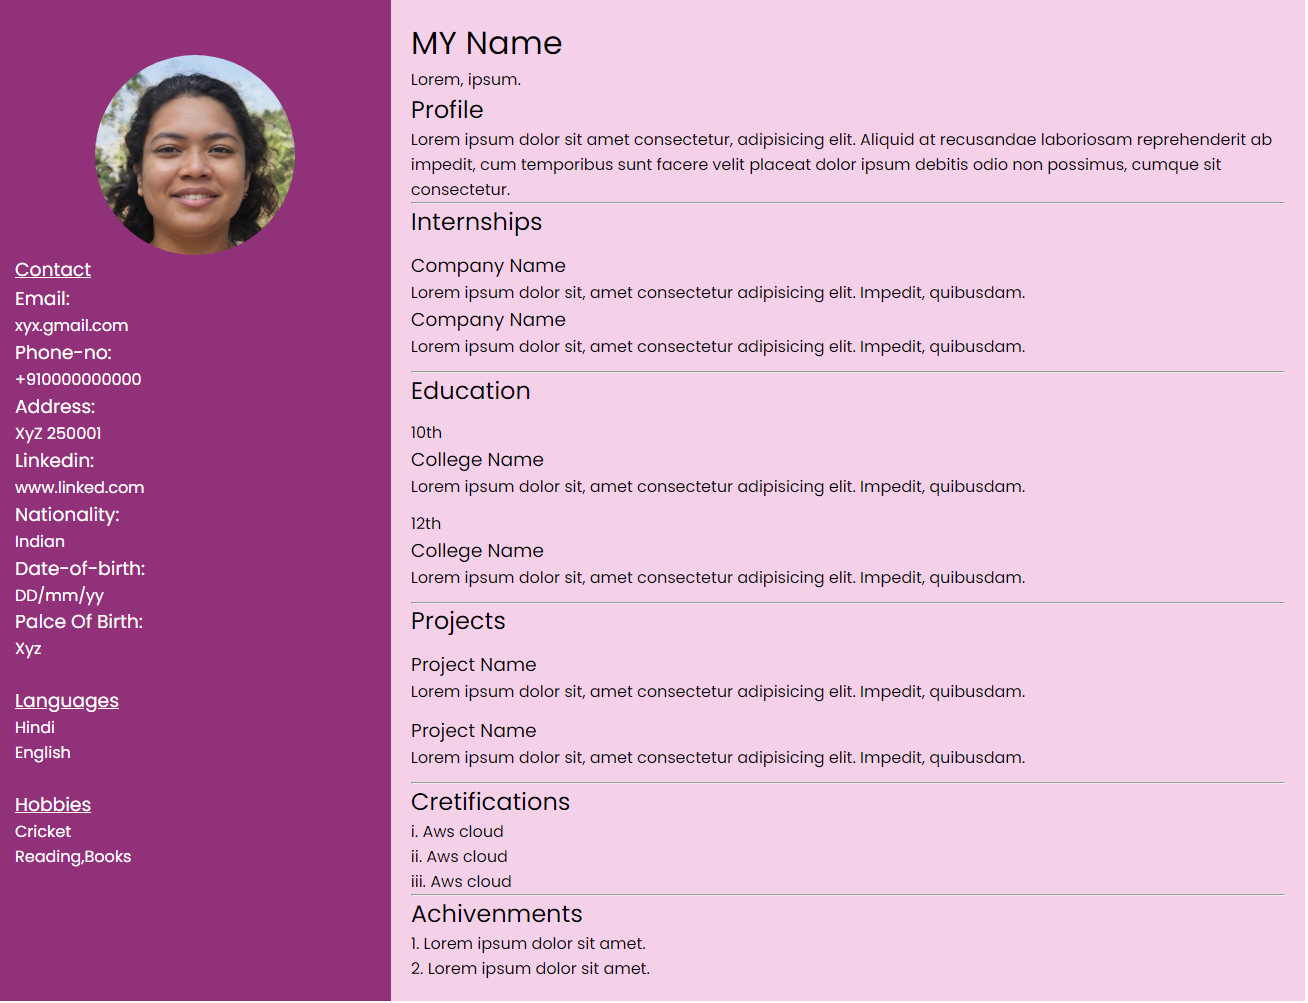 Contact
Email:
xyx.gmail.com
Phone-no:
+910000000000
Address:
XyZ 250001
Linkedin:
www.linked.com
Nationality:
Indian
Date-of-birth:
DD/mm/yy
Palce Of Birth:
Xyz
Languages
Hindi
English
Hobbies
Cricket
Reading,Books
MY Name
Lorem, ipsum.
Profile
Lorem ipsum dolor sit amet consectetur, adipisicing elit. Aliquid at recusandae laboriosam reprehenderit ab
impedit, cum temporibus sunt facere velit placeat dolor ipsum debitis odio non possimus, cumque sit
consectetur.
Internships
Company Name
Lorem ipsum dolor sit, amet consectetur adipisicing elit. Impedit, quibusdam.
Company Name
Lorem ipsum dolor sit, amet consectetur adipisicing elit. Impedit, quibusdam.
Education
10th
College Name
Lorem ipsum dolor sit, amet consectetur adipisicing elit. Impedit, quibusdam.
12th
College Name
Lorem ipsum dolor sit, amet consectetur adipisicing elit. Impedit, quibusdam.
Projects
Project Name
Lorem ipsum dolor sit, amet consectetur adipisicing elit. Impedit, quibusdam.
Project Name
Lorem ipsum dolor sit, amet consectetur adipisicing elit. Impedit, quibusdam.
Cretifications
i. Aws cloud
ii. Aws cloud
iii. Aws cloud
Achivenments
1. Lorem ipsum dolor sit amet.
2. Lorem ipsum dolor sit amet.